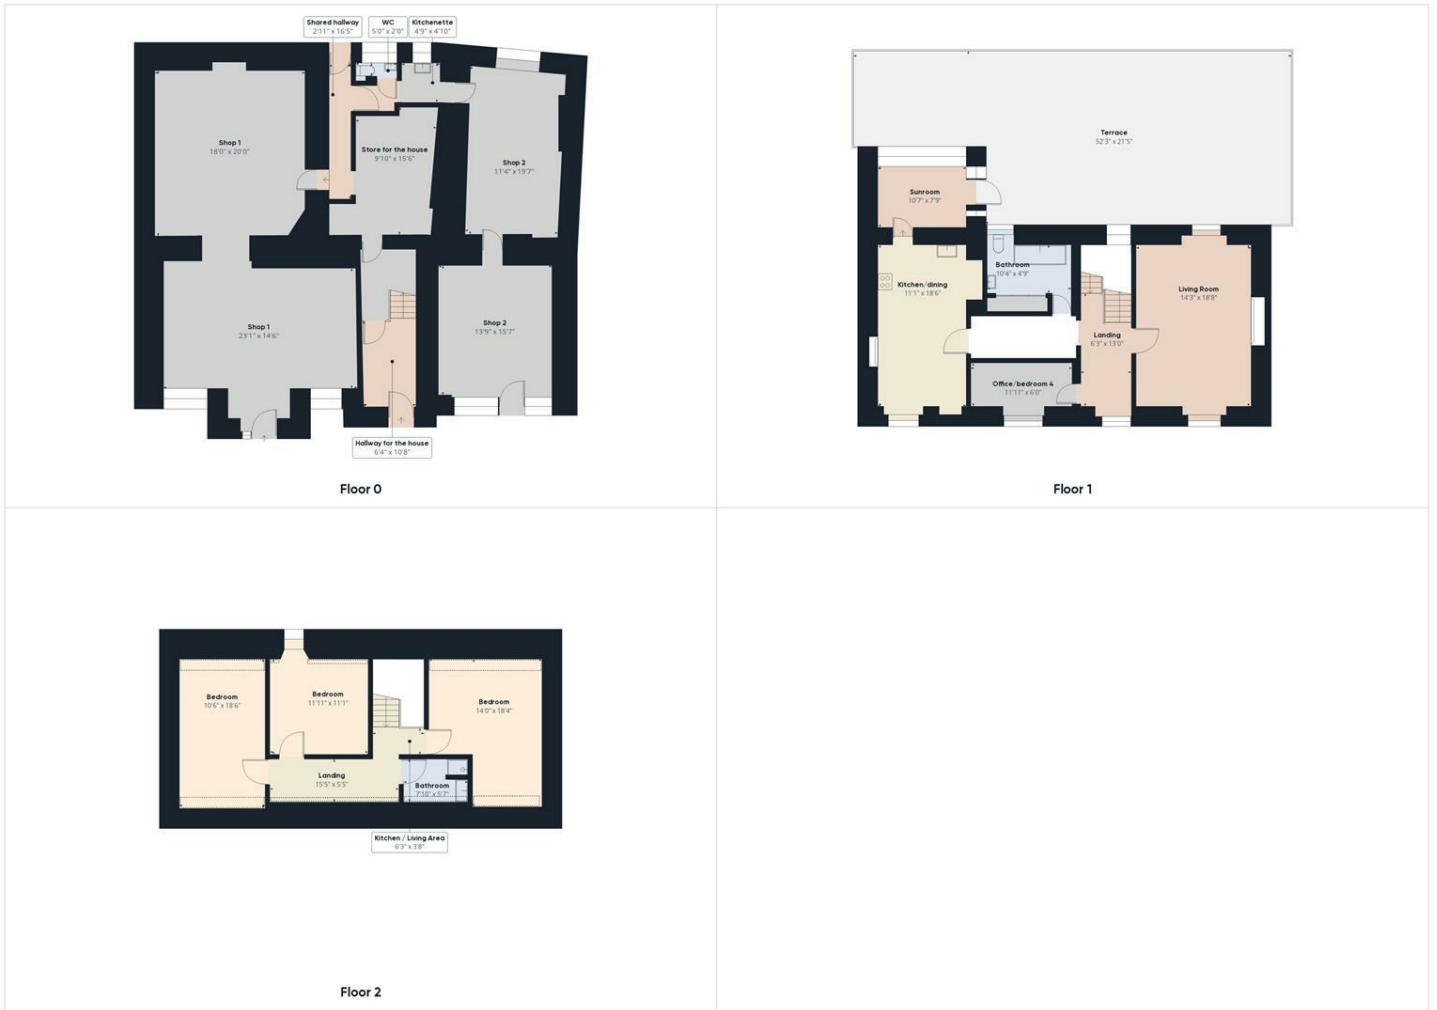 Shared hallway
2'11" x 16'5"
WC
5'0" x 2'0"
Kitchenette
4'9" x 4'10"
Shop 1
18'0" x 20'0"
Store for the house
9'10" x 15'6"
Shop 2
11'4" x 19'7"
Shop 1
23'1" x 14'6"
Shop 2
13'9" x 15'7"
Hallway for the house
6'4" x 10'8"
Floor 0
Terrace
52'3" x 21'5"
Sunroom
10'7" x 7'9"
Bathroom
10'4" x 4'9"
Kitchen/dining
11'1" x 18'6"
Living Room
14'3" x 18'8"
Landing
6'3" x 13'0"
Office/bedroom 4
11'11" x 6'0"
Floor 1
Bedroom
10'6" x 18'6"
Bedroom
11'11" x 11'1"
Bedroom
14'0" x 18'4"
Landing
15'5" x 5'5"
Bathroom
7'10" x 5'7"
Kitchen / Living Area
6'3" x 3'8"
Floor 2